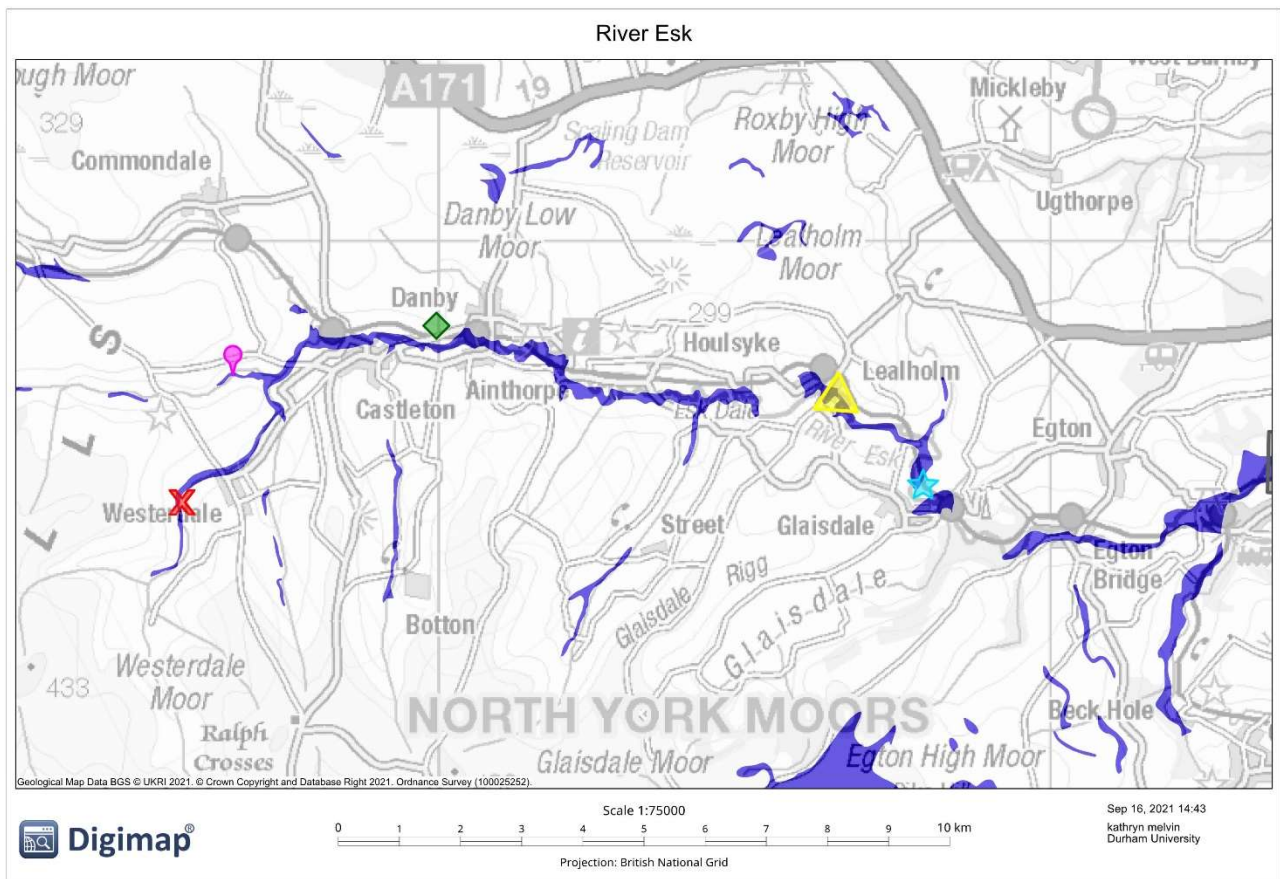 River Esk
ough Moor
A171
19
Mickleby
West Barnby
329
Scaling Dam
Reservoir
Roxby High
Moor
Commondale
Ugthorpe
Danby Low
Moor
Lealholm
Moor
Danby
299
S
Houlsyke
Lealholm
Ainthorpe
Castleton
Esk Dale
L
River Esk
Egton
L
Westerdale
Street
Glaisdale
Egton
Bridge
Rigg
Glaisdale
Glaisdale
Botton
Westerdale
Moor
433
NORTH YORK MOORS
Beck Hole
Ralph
Crosses
Glaisdale Moor
Egton High Moor
Geological Map Data BGS © UKRI 2021. © Crown Copyright and Database Right 2021. Ordnance Survey (100025252).
Digimap®
Scale 1:75000
0 1 2 3 4 5 6 7 8 9 10 km
Projection: British National Grid
Sep 16, 2021 14:43
kathryn melvin
Durham University